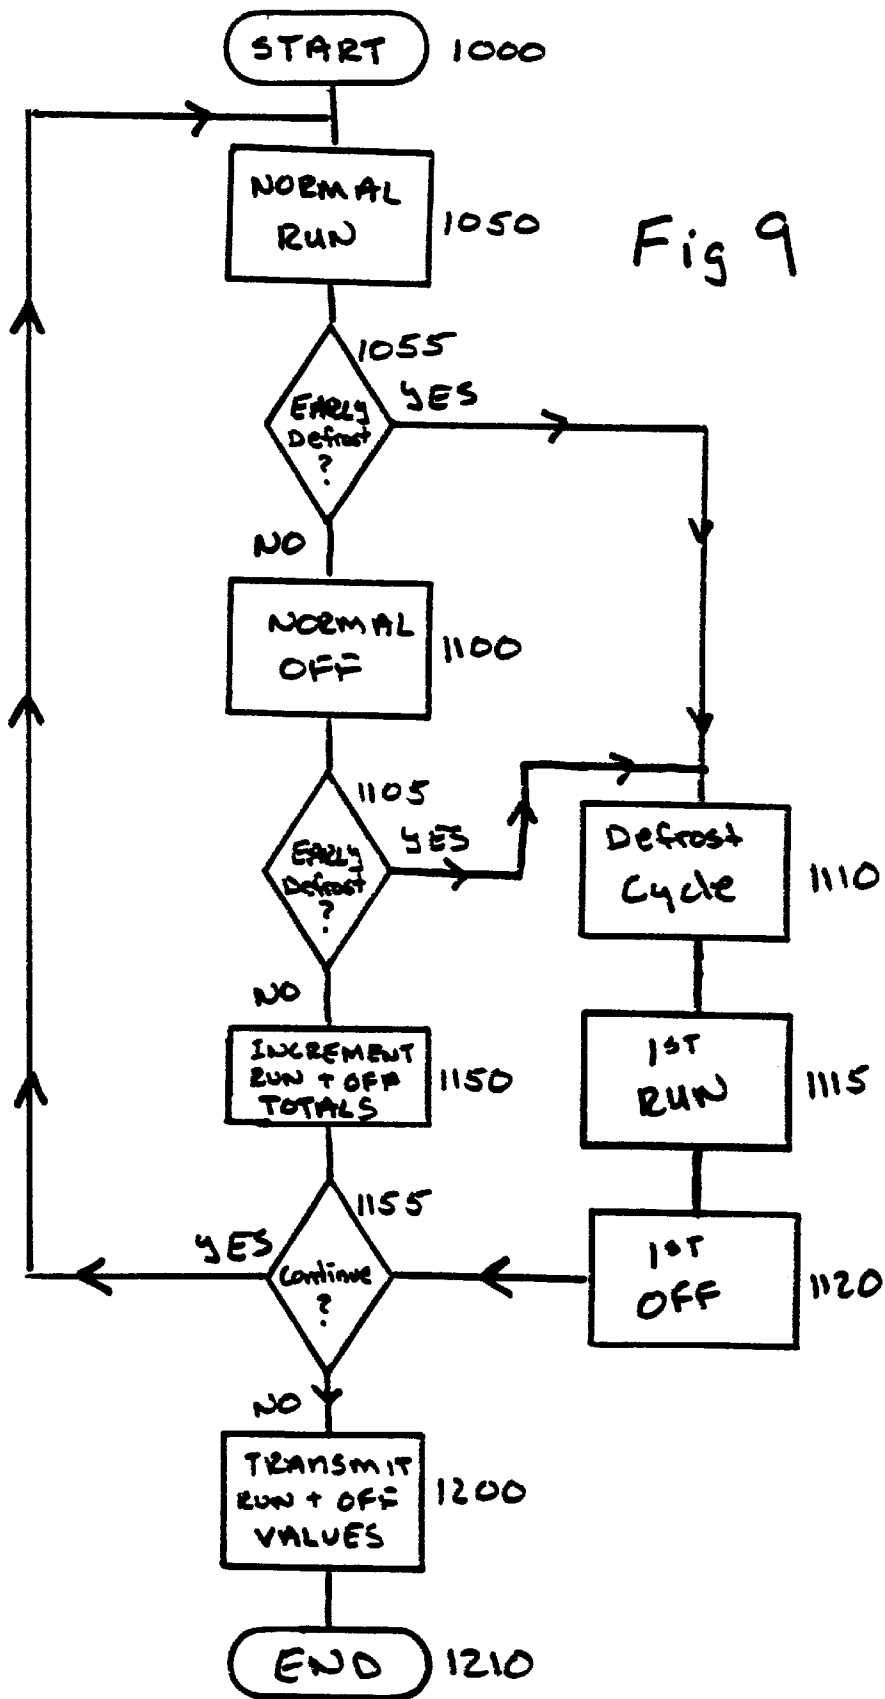 START 1000
NORMAL
RUN
1050
Fig 9
1055
EARLY
Defrost
?
YES
NO
NORMAL
OFF
1100
1105
EARLY
Defrost
?
YES
NO
Defrost
Cycle
1110
INCREMENT
RUN + OFF
TOTALS
1150
1ST
RUN
1115
1155
YES
Continue
?
NO
1ST
OFF
1120
TRANSMIT
RUN + OFF
VALUES
1200
END 1210